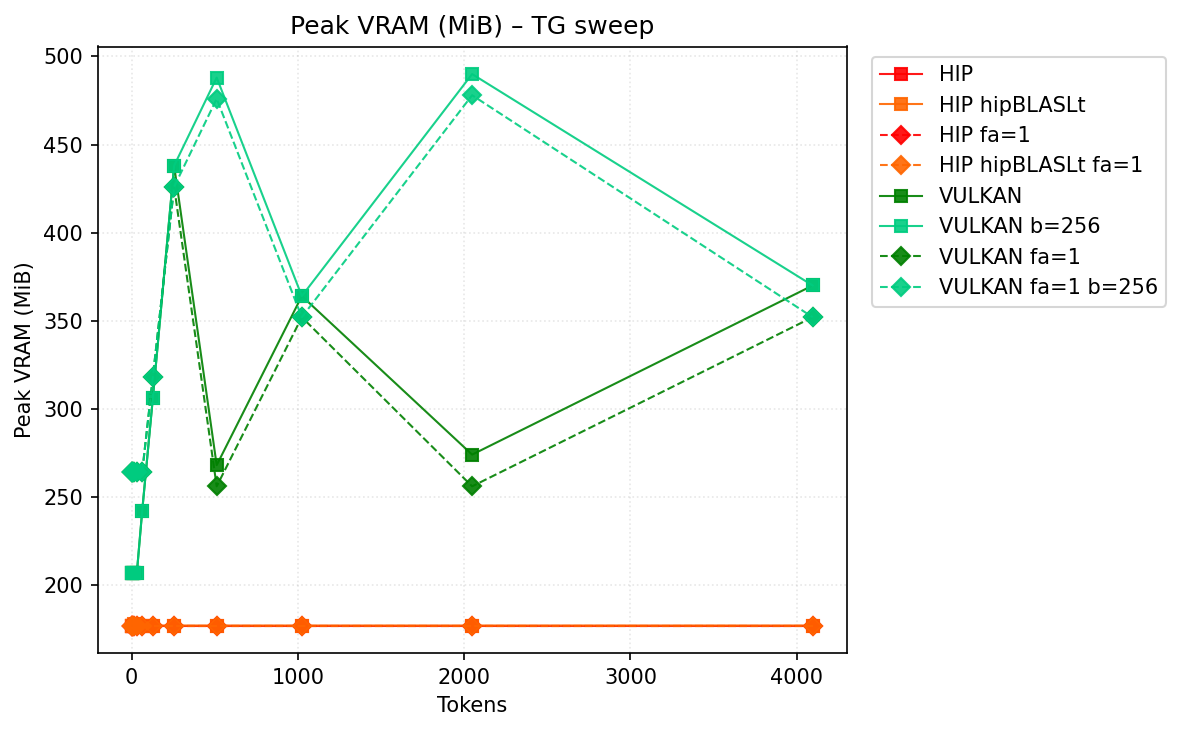 Peak VRAM (MiB) – TG sweep
500
450
400
350
300
250
200
Peak VRAM (MiB)
0
1000
2000
3000
4000
Tokens
HIP
HIP hipBLASLt
HIP fa=1
HIP hipBLASLt fa=1
VULKAN
VULKAN b=256
VULKAN fa=1
VULKAN fa=1 b=256